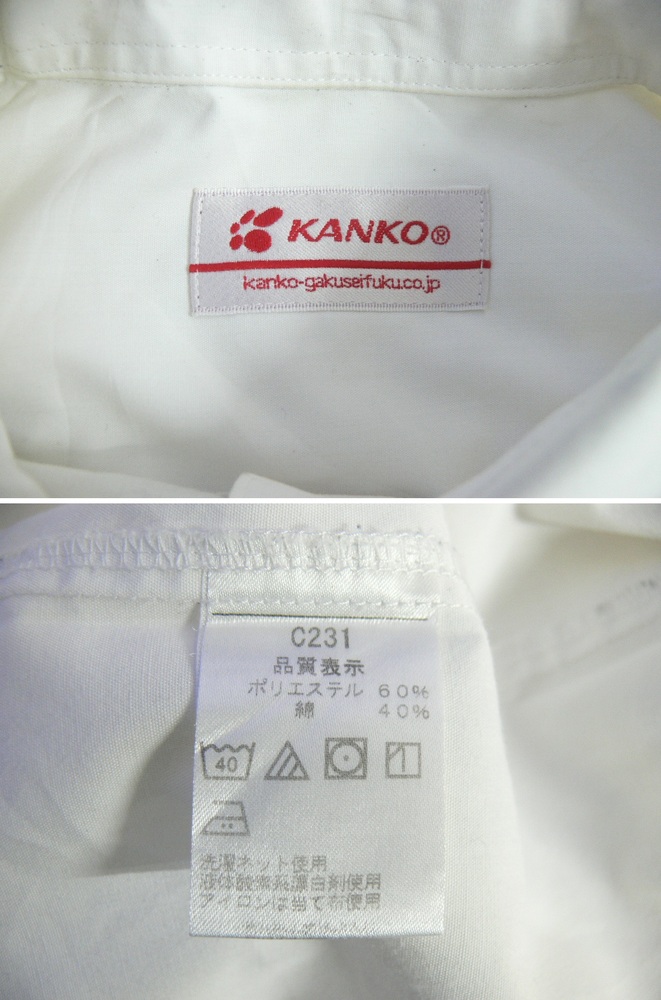 KANKO®
kanko-gakuseifuku.co.jp
C231
品質表示
ポリエステル 60%
綿 40%
40
洗濯ネット使用
液体酸素系漂白剤使用
アイロンは当て布使用